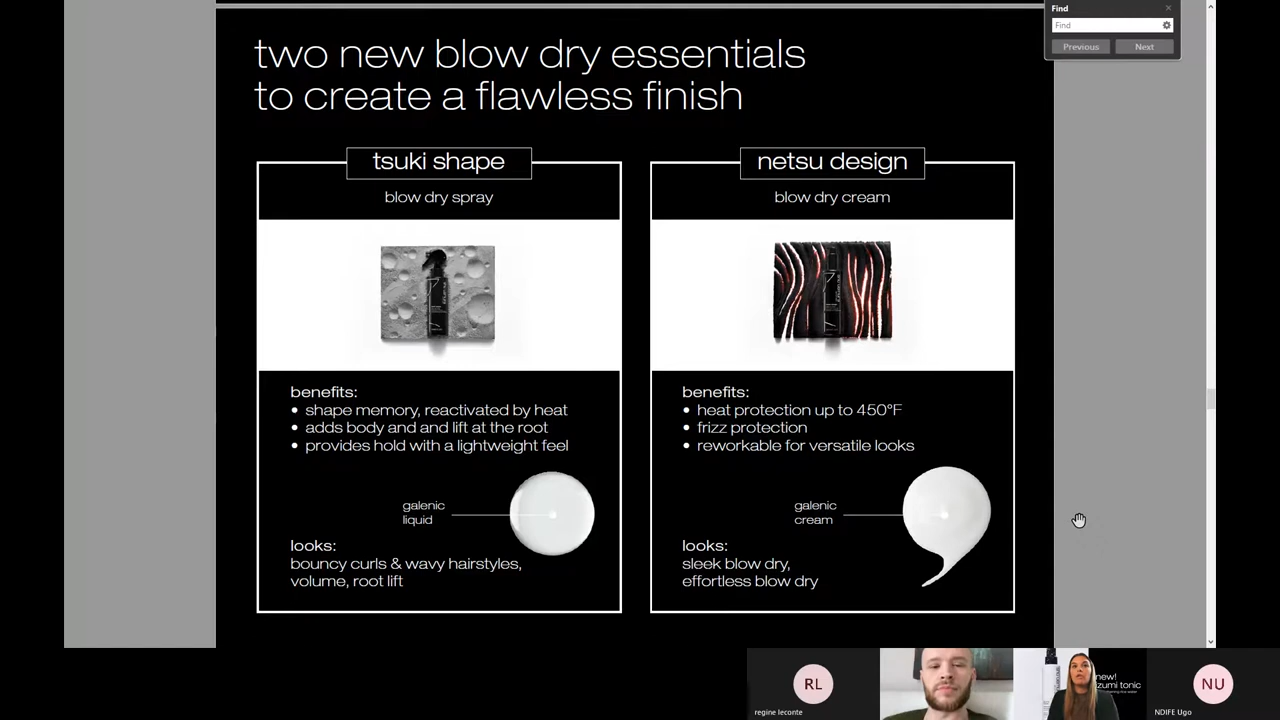 Find
Find
Previous
Next
two new blow dry essentials
to create a flawless finish
tsuki shape
blow dry spray
benefits:
• shape memory, reactivated by heat
• adds body and and lift at the root
• provides hold with a lightweight feel
galenic
liquid
looks:
bouncy curls & wavy hairstyles,
volume, root lift
netsu design
blow dry cream
benefits:
• heat protection up to 450°F
• frizz protection
• reworkable for versatile looks
galenic
cream
looks:
sleek blow dry,
effortless blow dry
RL
regine leconte
new!
izumi tonic
NU
NDIFE Ugo